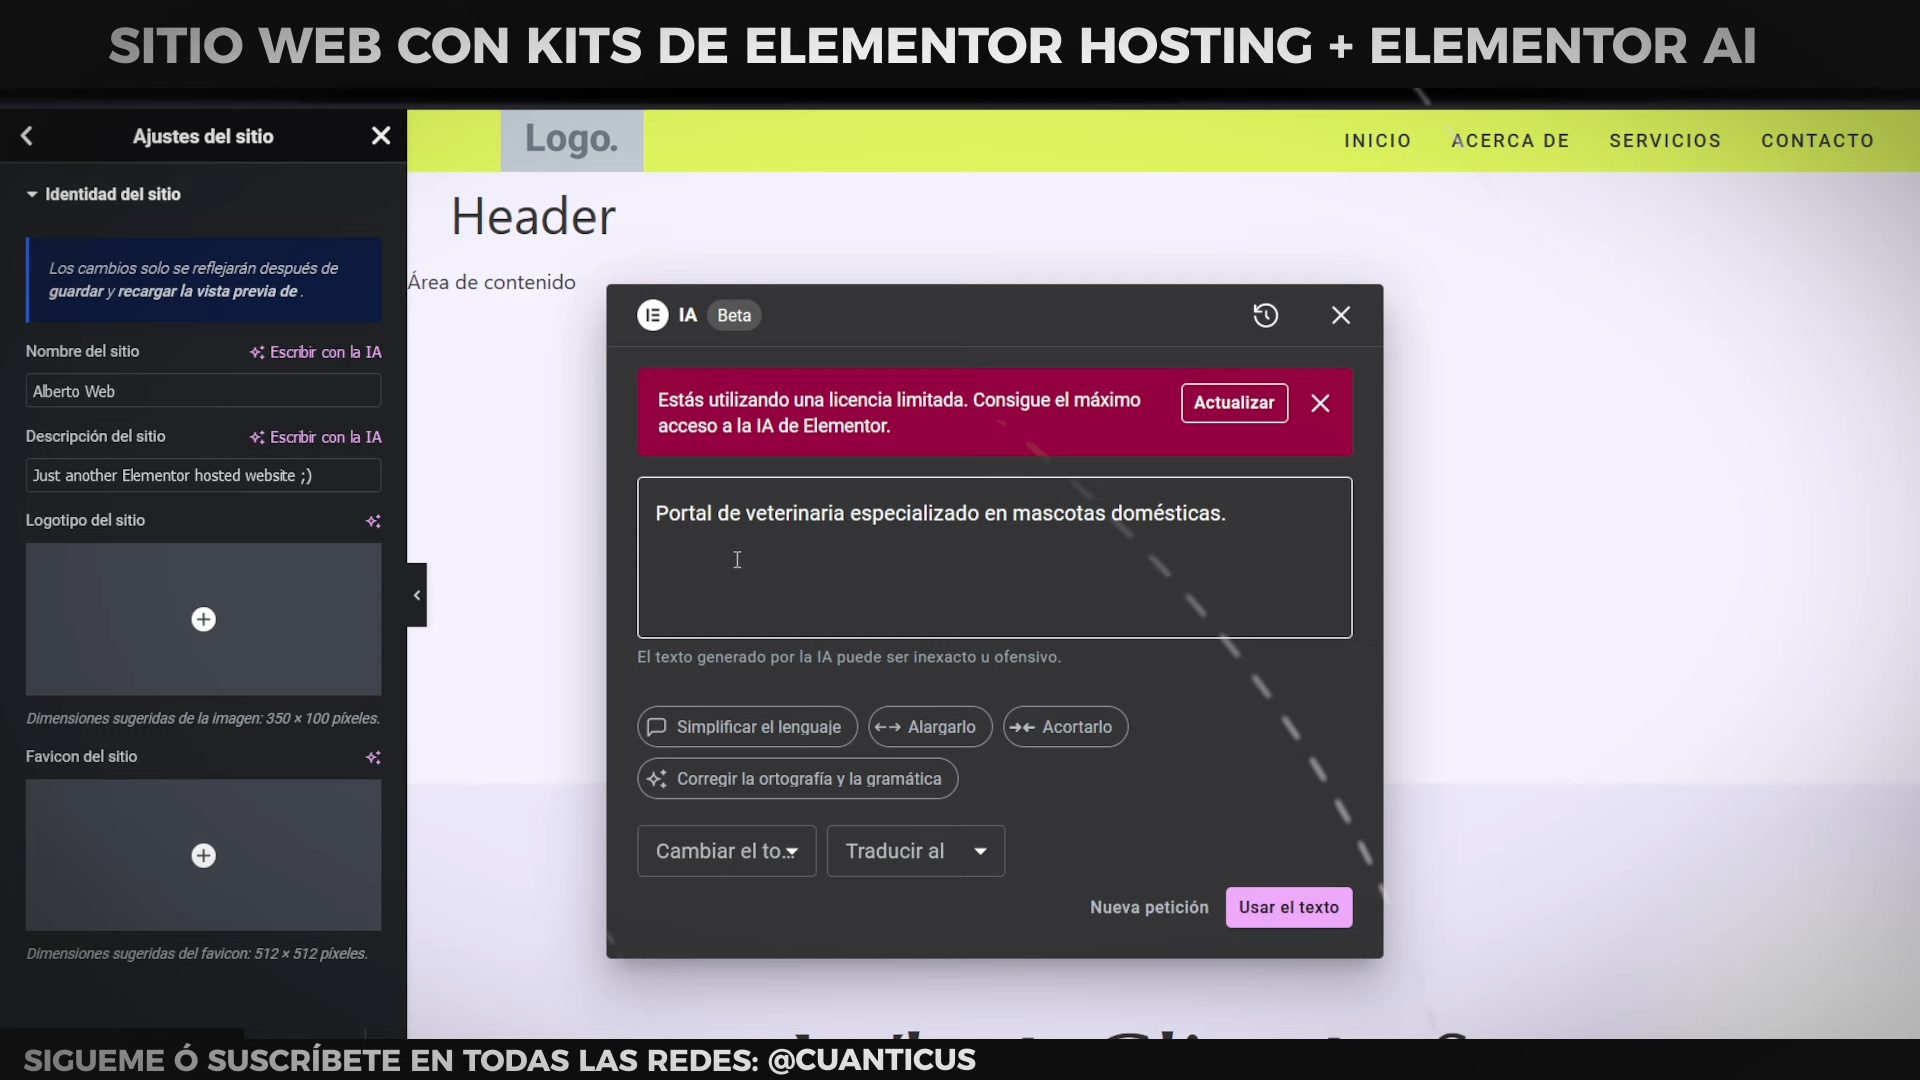 SITIO WEB CON KITS DE ELEMENTOR HOSTING + ELEMENTOR AI
Ajustes del sitio
Logo.
INICIO
ACERCA DE
SERVICIOS
CONTACTO
Identidad del sitio
Header
Los cambios solo se reflejarán después de
guardar y recargar la vista previa de .
Área de contenido
IA
Beta
Nombre del sitio
Escribir con la IA
Alberto Web
Estás utilizando una licencia limitada. Consigue el máximo
acceso a la IA de Elementor.
Actualizar
Descripción del sitio
Escribir con la IA
Just another Elementor hosted website ;)
Portal de veterinaria especializado en mascotas domésticas.
Logotipo del sitio
El texto generado por la IA puede ser inexacto u ofensivo.
Dimensiones sugeridas de la imagen: 350 × 100 píxeles.
Simplificar el lenguaje
Alargarlo
Acortarlo
Favicon del sitio
Corregir la ortografía y la gramática
Cambiar el to...
Traducir al
Nueva petición
Usar el texto
Dimensiones sugeridas del favicon: 512 × 512 píxeles.
SIGUEME Ó SUSCRÍBETE EN TODAS LAS REDES: @CUANTICUS